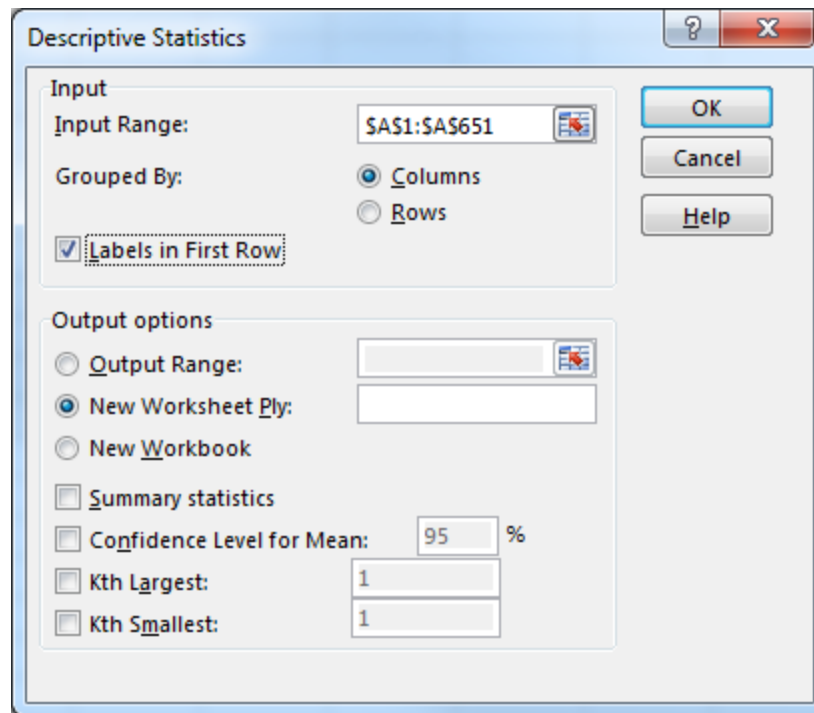 Descriptive Statistics
Input
Input Range: $A$1:$A$651
Grouped By: Columns
Rows
Labels in First Row
OK
Cancel
Help
Output options
Output Range:
New Worksheet Ply:
New Workbook
Summary statistics
Confidence Level for Mean: 95 %
Kth Largest: 1
Kth Smallest: 1